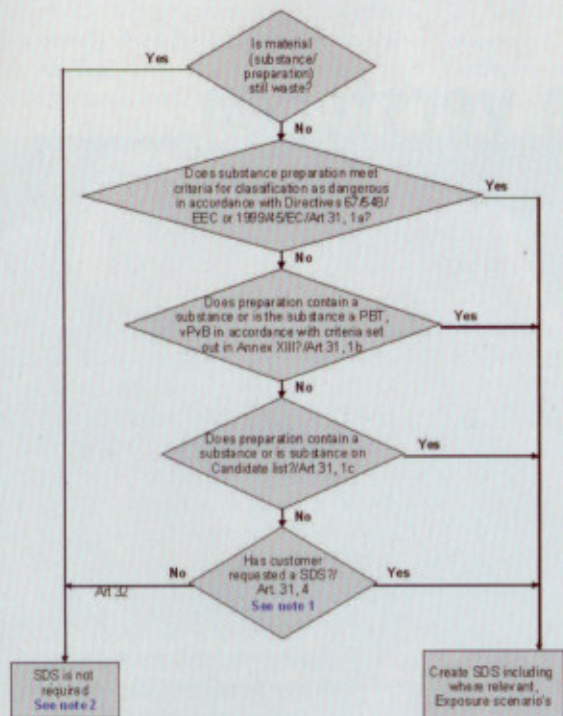 Is material
(substance/
preparation)
still waste?
Yes
No
Does substance preparation meet
criteria for classification as dangerous
in accordance with Directives 67/548/
EEC or 1999/45/EC/Art 31, 1a?
Yes
No
Does preparation contain a
substance or is the substance a PBT,
vPvB in accordance with criteria set
out in Annex XIII?/Art 31, 1b
Yes
No
Does preparation contain a
substance or is substance on
Candidate list?/Art 31, 1c
Yes
No
Has customer
requested a SDS?/
Art. 31, 4
See note 1
No
Art 32
Yes
SDS is not
required
See note 2
Create SDS including
where relevant,
Exposure scenario's